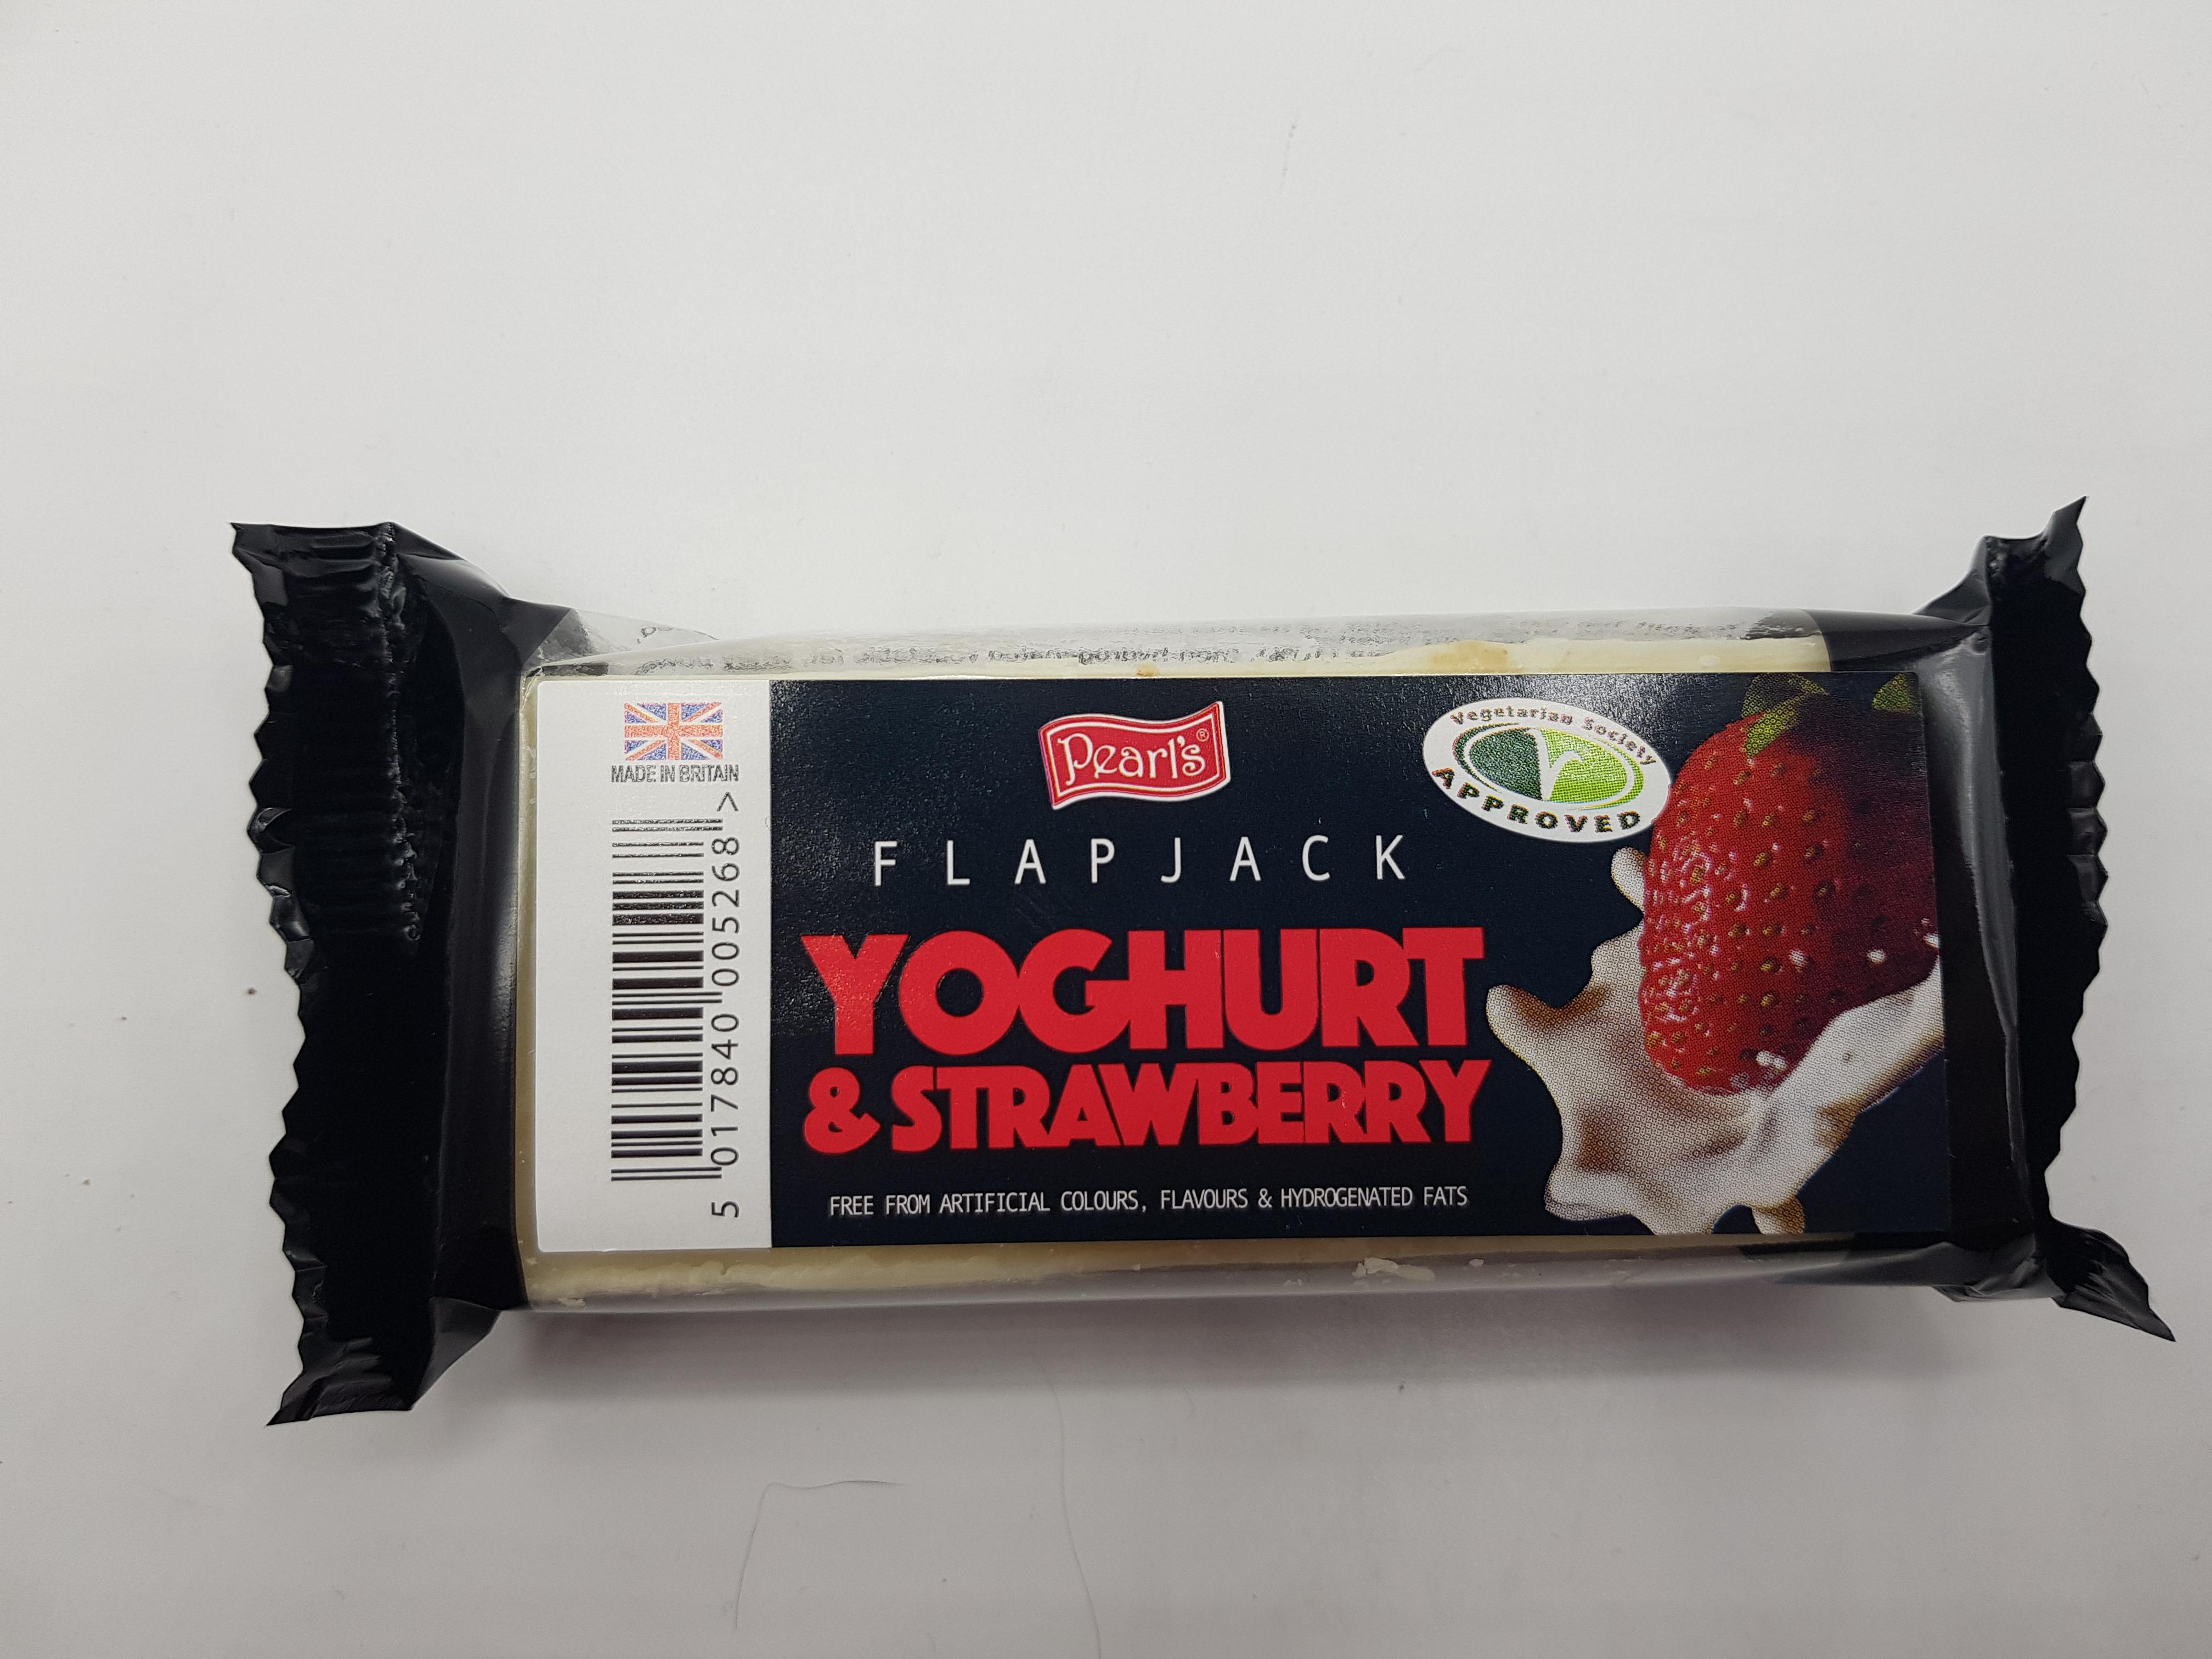 MADE IN BRITAIN
5 017840 005268 >
Pearl's®
FLAPJACK
Vegetarian Society
APPROVED
YOGHURT
& STRAWBERRY
FREE FROM ARTIFICIAL COLOURS, FLAVOURS & HYDROGENATED FATS